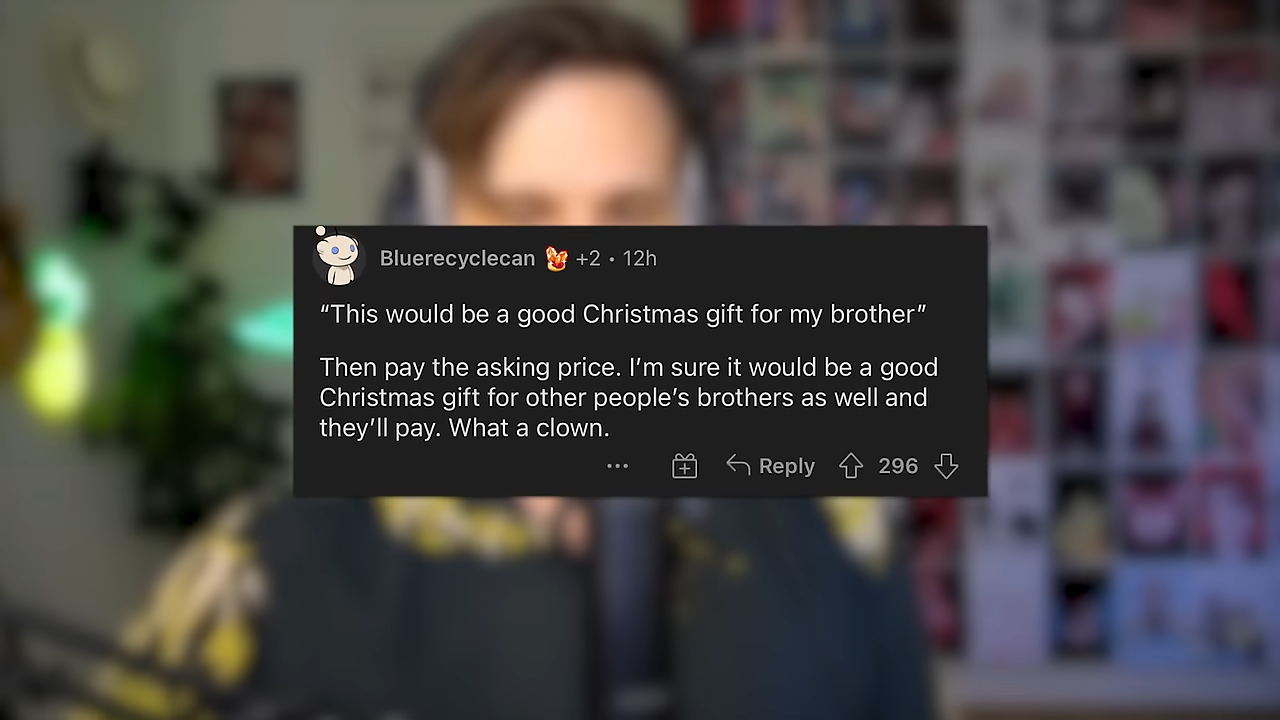 Bluerecyclecan +2 • 12h
“This would be a good Christmas gift for my brother”
Then pay the asking price. I’m sure it would be a good
Christmas gift for other people’s brothers as well and
they’ll pay. What a clown.
Reply 296